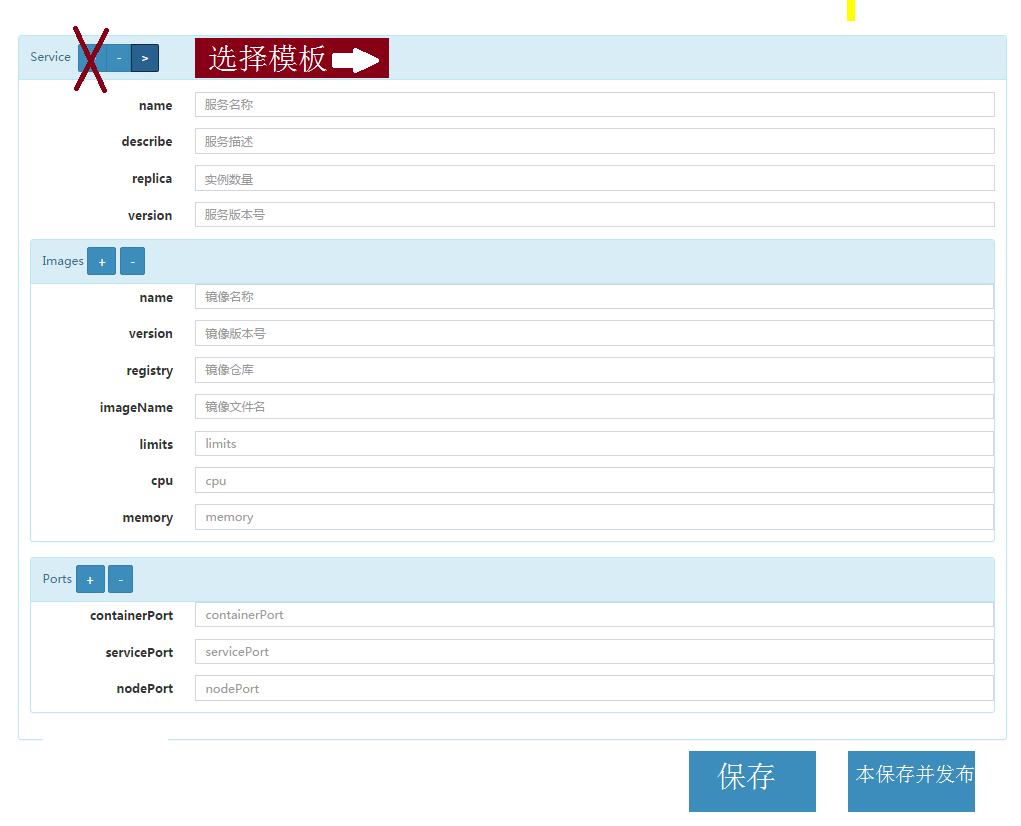 Service - > 选择模板
name 服务名称
describe 服务描述
replica 实例数量
version 服务版本号
Images + -
name 镜像名称
version 镜像版本号
registry 镜像仓库
imageName 镜像文件名
limits limits
cpu cpu
memory memory
Ports + -
containerPort containerPort
servicePort servicePort
nodePort nodePort
保存 本保存并发布